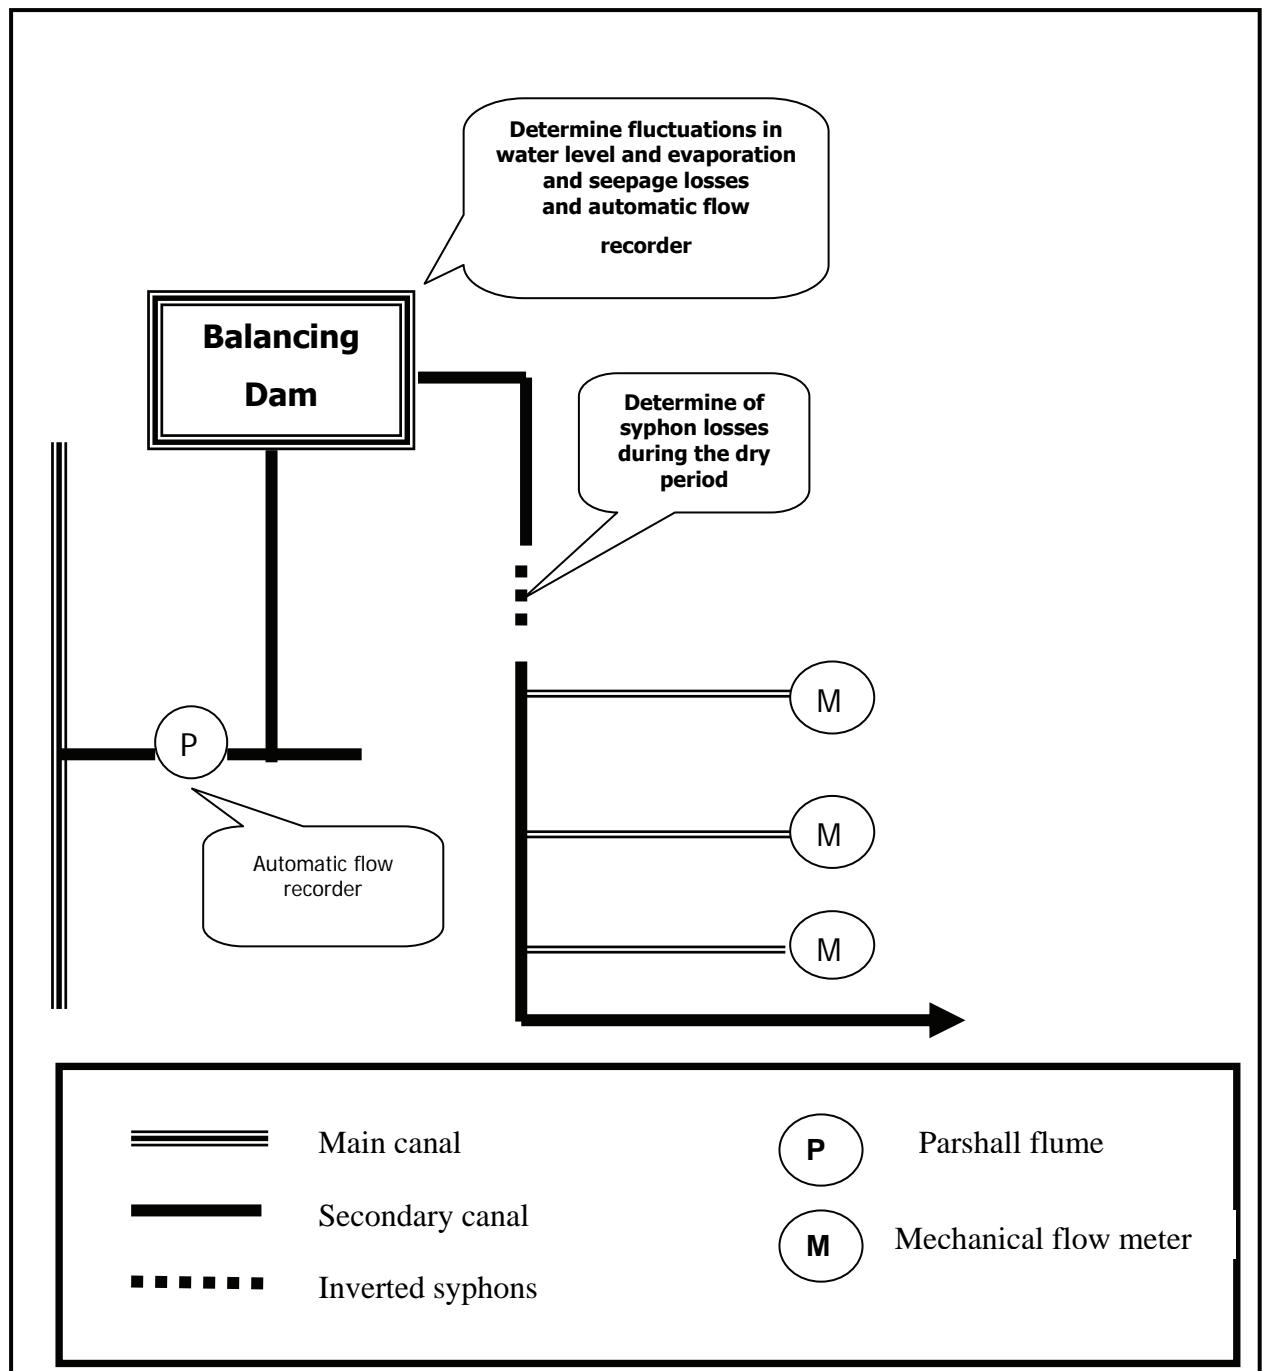 Determine fluctuations in
water level and evaporation
and seepage losses
and automatic flow
recorder
Balancing
Dam
Determine of
syphon losses
during the dry
period
M
P
M
Automatic flow
recorder
M
Main canal
P
Parshall flume
Secondary canal
M
Mechanical flow meter
Inverted syphons